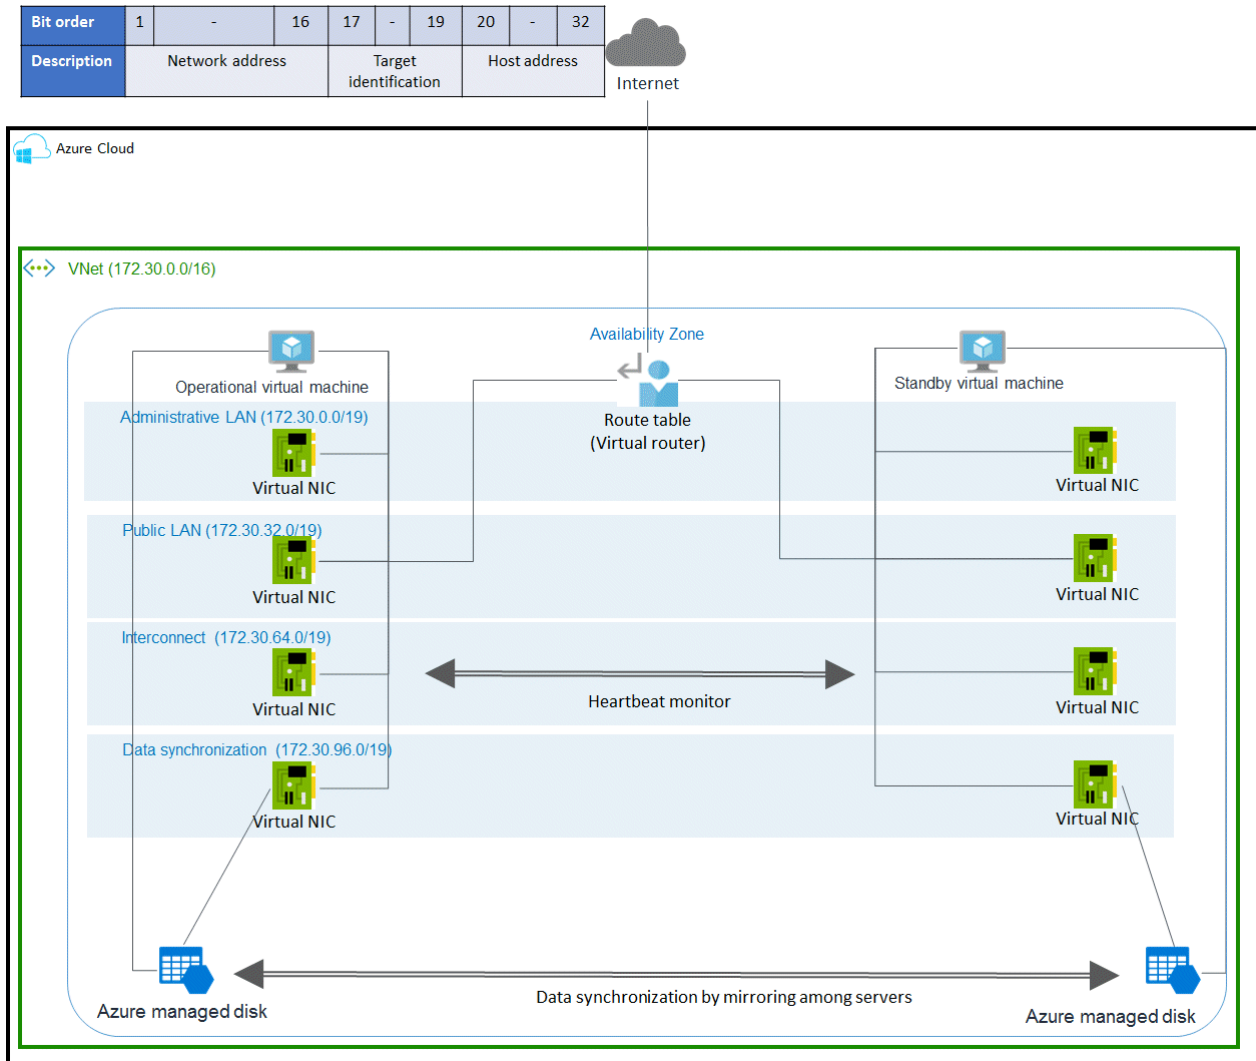 Bit order 1 - 16 17 - 19 20 - 32
Description Network address Target identification Host address
Internet
Azure Cloud
VNet (172.30.0.0/16)
Availability Zone
Operational virtual machine
Standby virtual machine
Administrative LAN (172.30.0.0/19)
Route table
(Virtual router)
Virtual NIC
Virtual NIC
Public LAN (172.30.32.0/19)
Virtual NIC
Virtual NIC
Interconnect (172.30.64.0/19)
Heartbeat monitor
Virtual NIC
Virtual NIC
Data synchronization (172.30.96.0/19)
Virtual NIC
Virtual NIC
Data synchronization by mirroring among servers
Azure managed disk
Azure managed disk